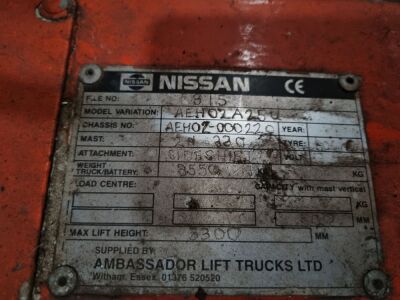 NISSAN CE
FILE NO: 815
MODEL VARIATION: AEH02A25U
CHASSIS NO: AEH02-000220 YEAR:
MAST: 330 TYRE:
ATTACHMENT: VOLT:
WEIGHT TRUCK/BATTERY: 3550 KG
LOAD CENTRE: CAPACITY with mast vertical
KG
MM
MAX LIFT HEIGHT: 3300 MM
SUPPLIED BY
AMBASSADOR LIFT TRUCKS LTD
Witham. Essex. 01376 520520